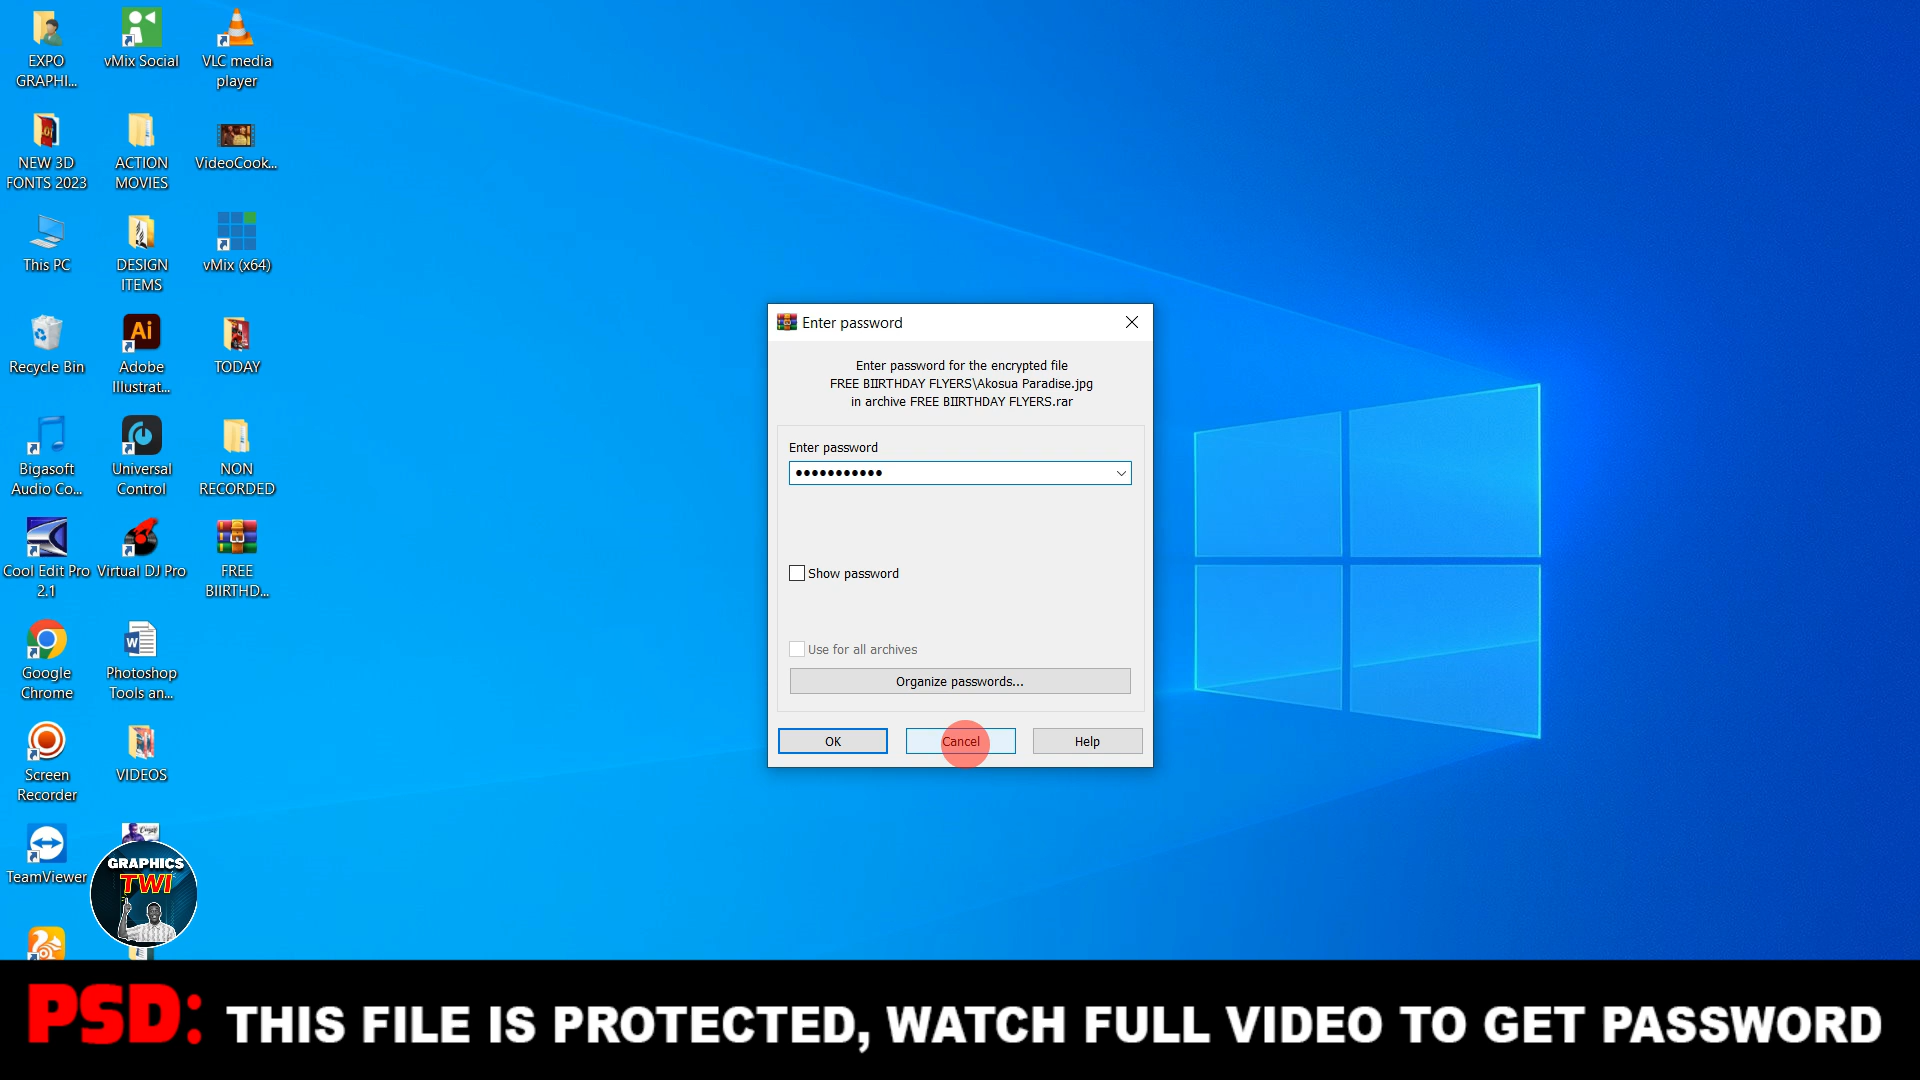 EXPO
GRAPHI...
vMix Social
VLC media
player
NEW 3D
FONTS 2023
ACTION
MOVIES
VideoCook...
This PC
DESIGN
ITEMS
vMix (x64)
Recycle Bin
Ai
Adobe
Illustrat...
TODAY
Bigasoft
Audio Co...
Universal
Control
NON
RECORDED
Cool Edit Pro
2.1
Virtual DJ Pro
FREE
BIIRTHD...
Google
Chrome
W
Photoshop
Tools an...
Screen
Recorder
VIDEOS
TeamViewer
GRAPHICS
TWI
Enter password
Enter password for the encrypted file
FREE BIIRTHDAY FLYERS\Akosua Paradise.jpg
in archive FREE BIIRTHDAY FLYERS.rar
Enter password
Show password
Use for all archives
Organize passwords...
OK
Cancel
Help
PSD: THIS FILE IS PROTECTED, WATCH FULL VIDEO TO GET PASSWORD